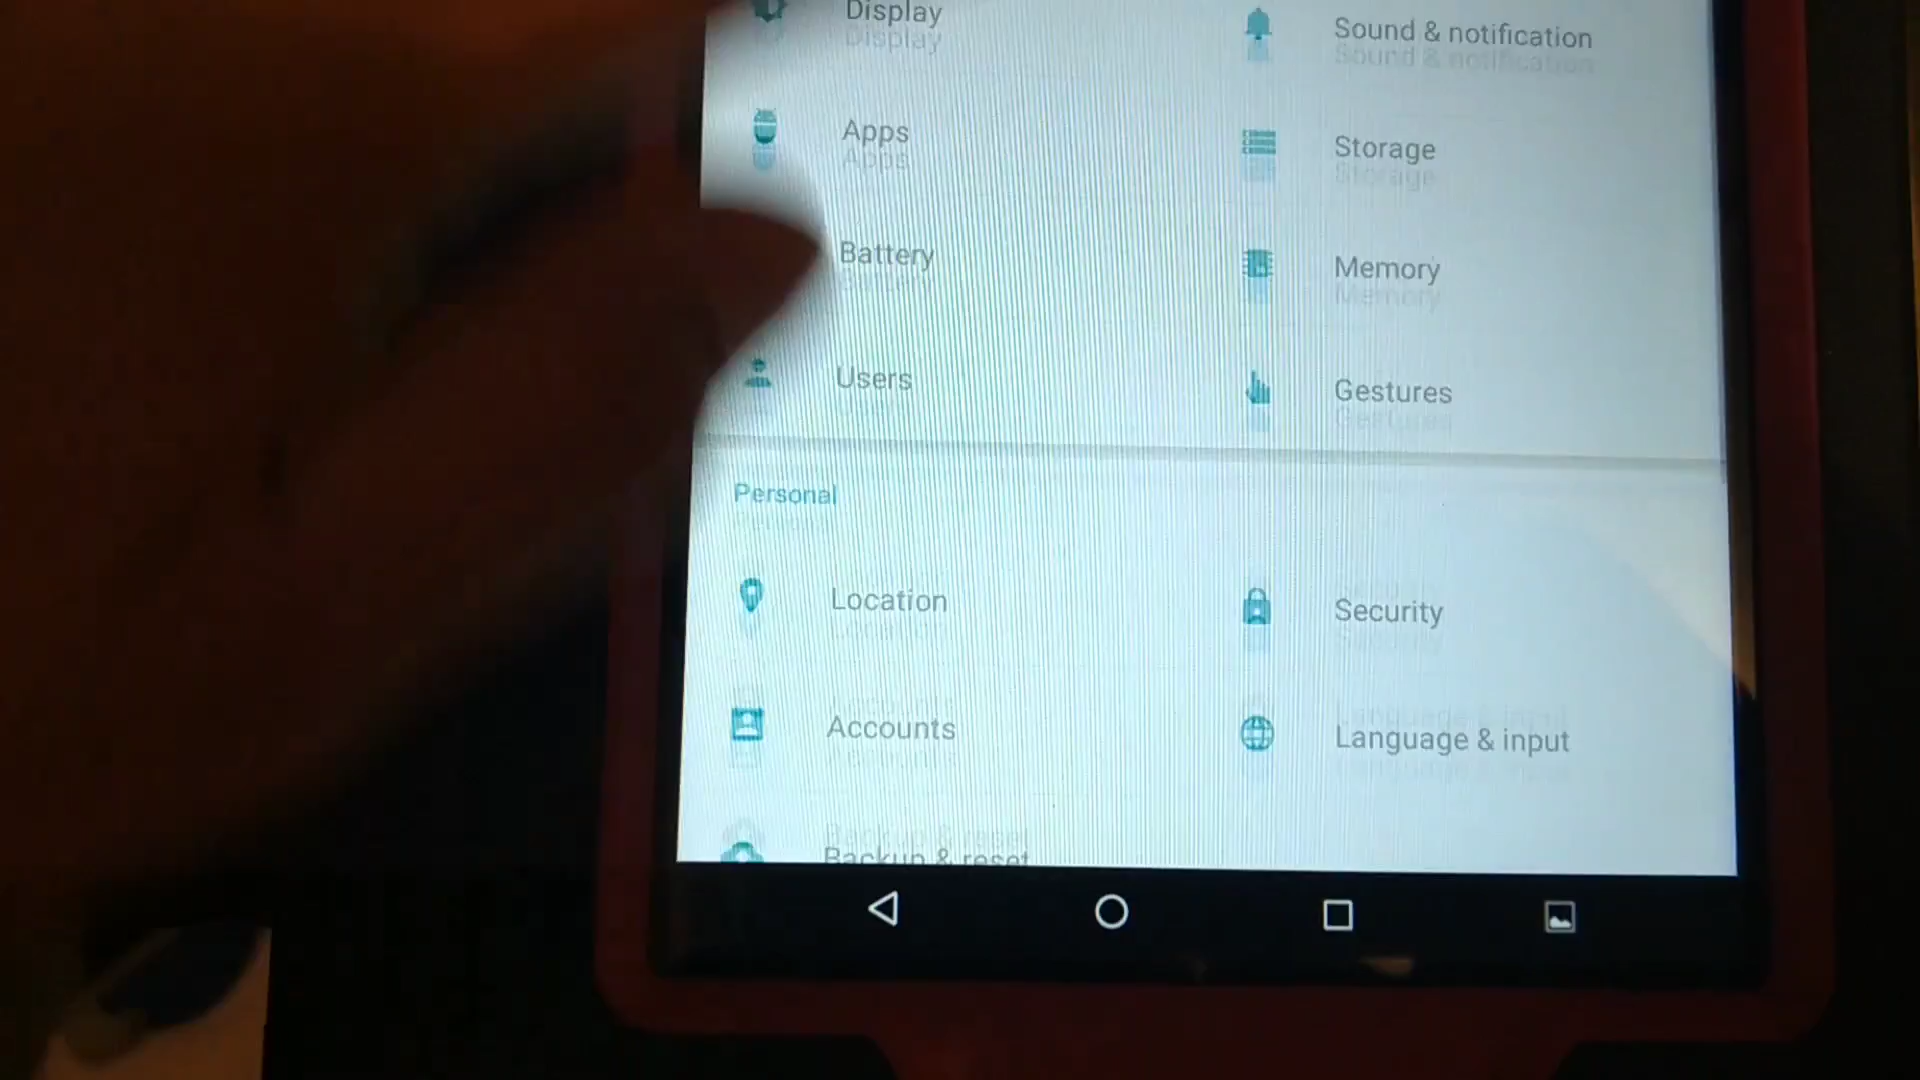 Display
Sound & notification
Apps
Storage
Battery
Memory
Users
Gestures
Personal
Location
Security
Accounts
Language & input
Backup & reset